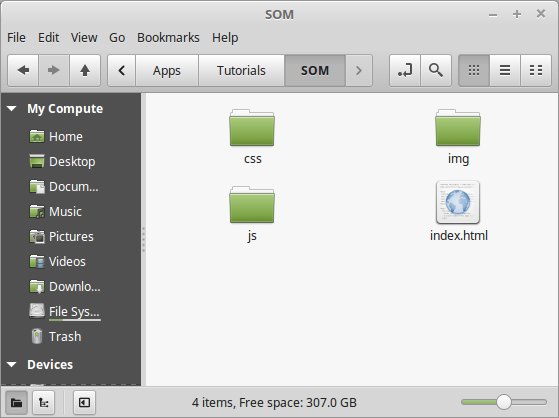 SOM
File Edit View Go Bookmarks Help
Apps Tutorials SOM
My Compute
Home
Desktop
Docum...
Music
Pictures
Videos
Downlo...
File Sys...
Trash
Devices
css img
js index.html
4 items, Free space: 307.0 GB